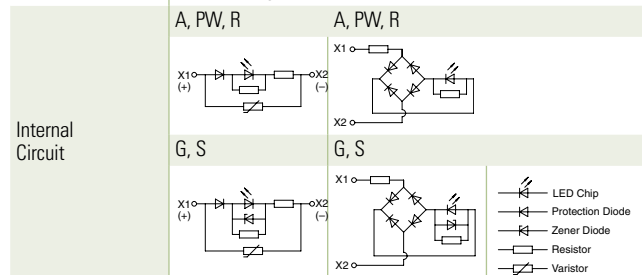 A, PW, R
A, PW, R
X1
(+)
X2
(–)
X1
X2
Internal
Circuit
G, S
G, S
X1
(+)
X2
(–)
X1
X2
LED Chip
Protection Diode
Zener Diode
Resistor
Varistor